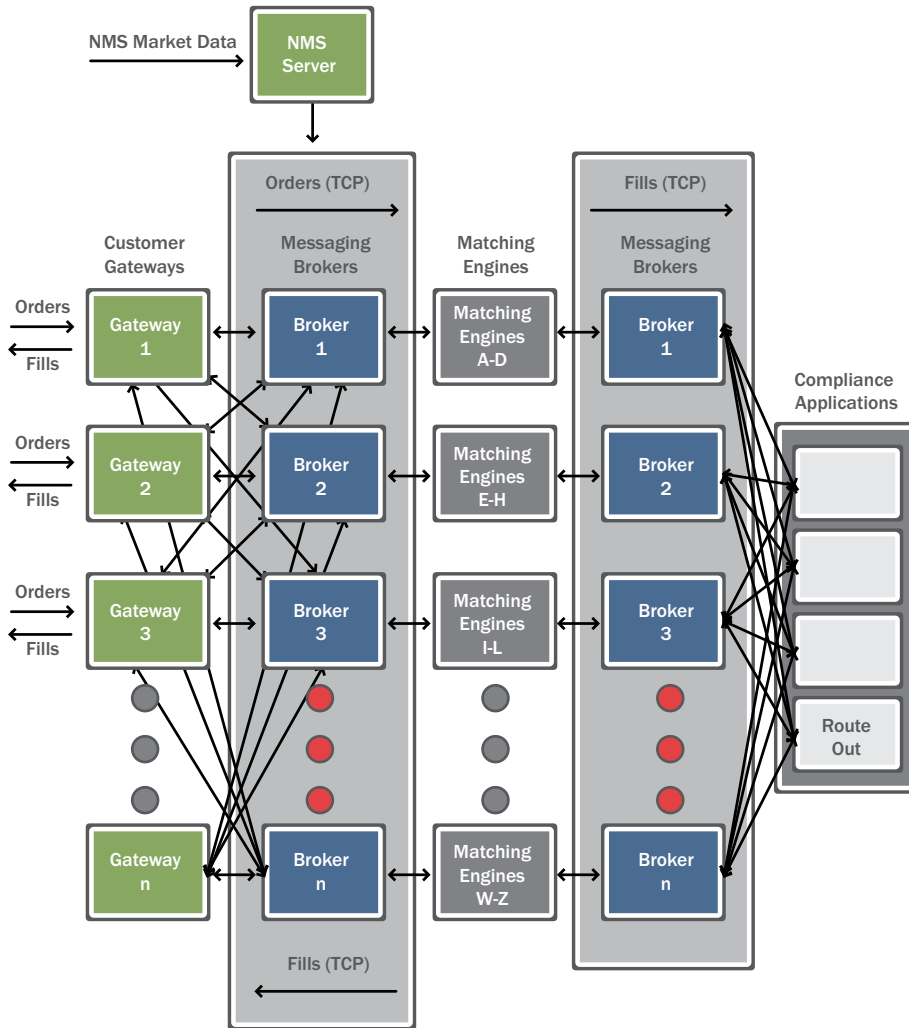 NMS Market Data
NMS
Server
Orders (TCP)
Fills (TCP)
Customer
Gateways
Messaging
Brokers
Matching
Engines
Messaging
Brokers
Orders
Fills
Gateway
1
Broker
1
Matching
Engines
A-D
Broker
1
Compliance
Applications
Orders
Fills
Gateway
2
Broker
2
Matching
Engines
E-H
Broker
2
Orders
Fills
Gateway
3
Broker
3
Matching
Engines
I-L
Broker
3
Route
Out
Gateway
n
Broker
n
Matching
Engines
W-Z
Broker
n
Fills (TCP)